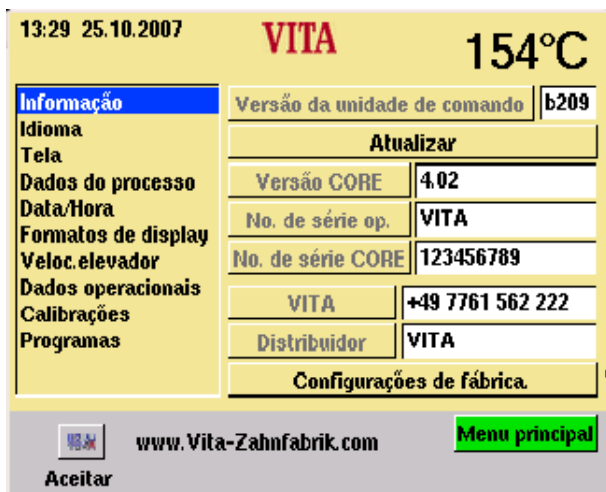 13:29 25.10.2007
VITA
154°C
Informação
Idioma
Tela
Dados do processo
Data/Hora
Formatos de display
Veloc.elevador
Dados operacionais
Calibrações
Programas
Versão da unidade de comando b209
Atualizar
Versão CORE 4.02
No. de série op. VITA
No. de série CORE 123456789
VITA +49 7761 562 222
Distribuidor VITA
Configurações de fábrica.
www.Vita-Zahnfabrik.com
Menu principal
Aceitar